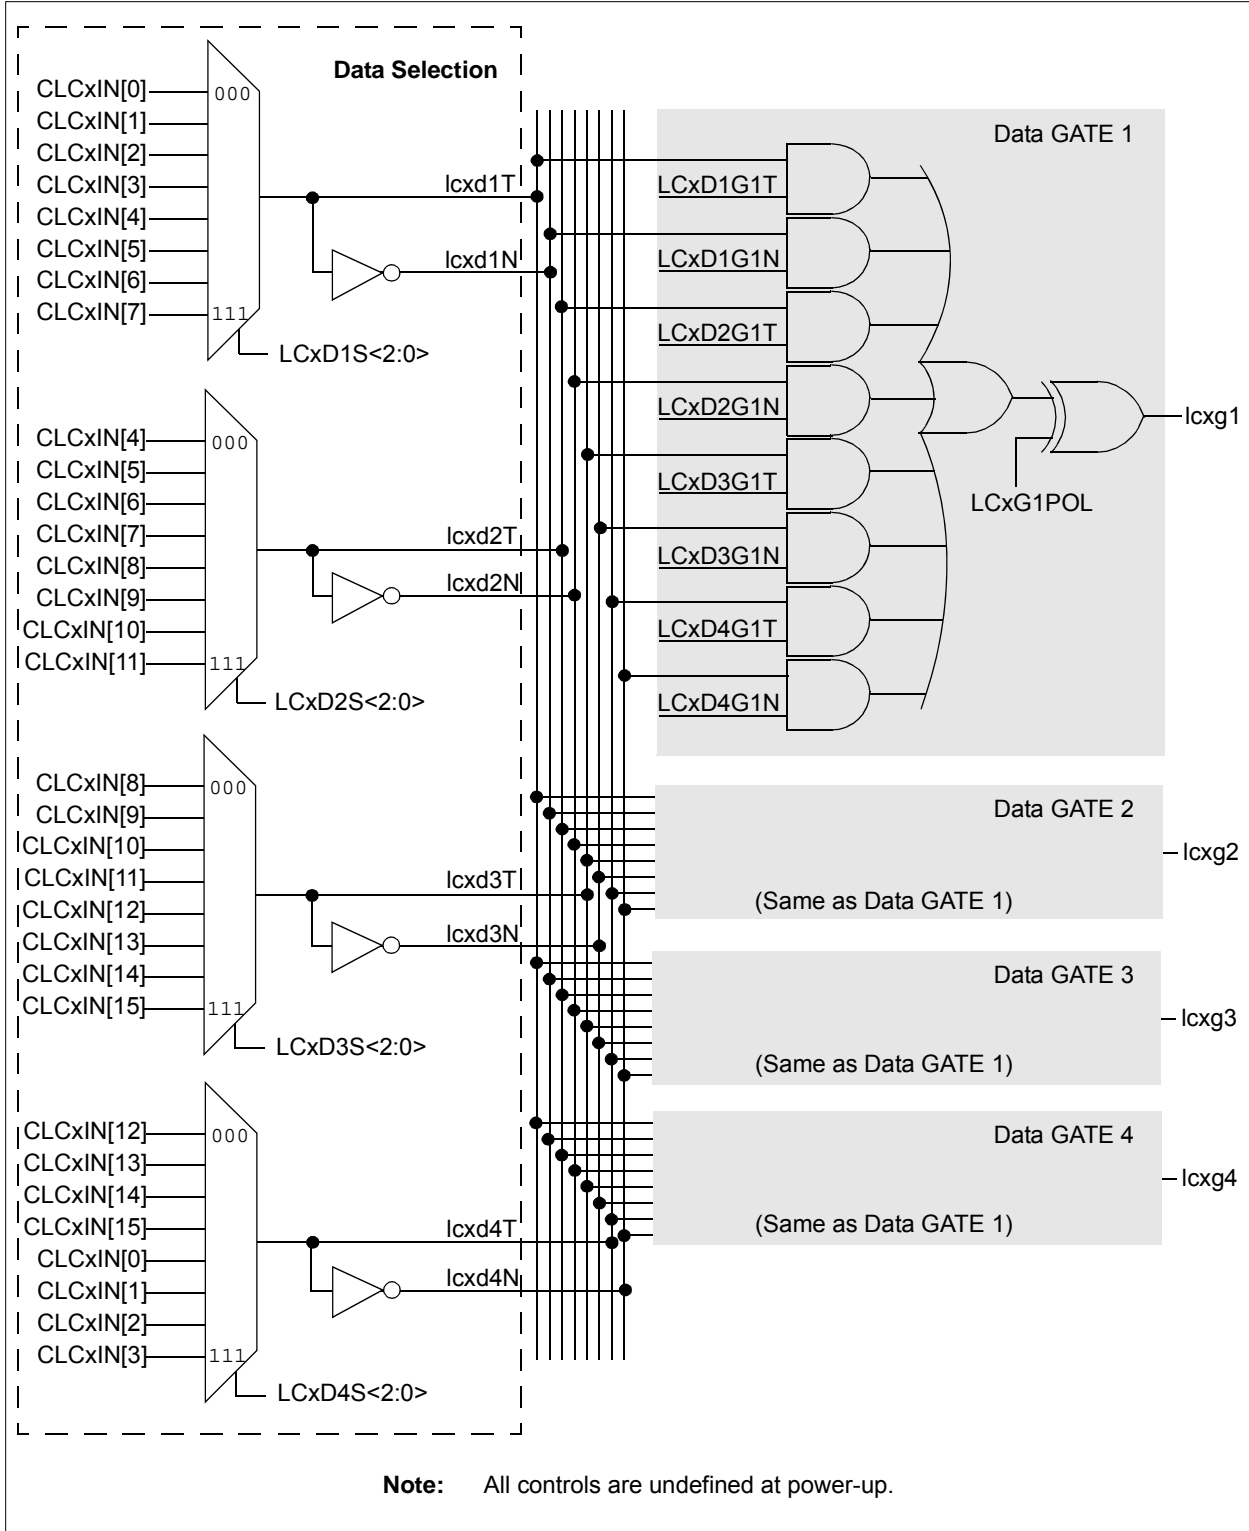 Data Selection
CLCxIN[0]
000
CLCxIN[1]
CLCxIN[2]
CLCxIN[3]
CLCxIN[4]
CLCxIN[5]
CLCxIN[6]
CLCxIN[7]
111
LCxD1S<2:0>
lcxd1T
lcxd1N
CLCxIN[4]
000
CLCxIN[5]
CLCxIN[6]
CLCxIN[7]
CLCxIN[8]
CLCxIN[9]
CLCxIN[10]
CLCxIN[11]
111
LCxD2S<2:0>
lcxd2T
lcxd2N
CLCxIN[8]
000
CLCxIN[9]
CLCxIN[10]
CLCxIN[11]
CLCxIN[12]
CLCxIN[13]
CLCxIN[14]
CLCxIN[15]
111
LCxD3S<2:0>
lcxd3T
lcxd3N
CLCxIN[12]
000
CLCxIN[13]
CLCxIN[14]
CLCxIN[15]
CLCxIN[0]
CLCxIN[1]
CLCxIN[2]
CLCxIN[3]
111
LCxD4S<2:0>
lcxd4T
lcxd4N
Data GATE 1
LCxD1G1T
LCxD1G1N
LCxD2G1T
LCxD2G1N
LCxD3G1T
LCxD3G1N
LCxD4G1T
LCxD4G1N
LCxG1POL
lcxg1
Data GATE 2
(Same as Data GATE 1)
lcxg2
Data GATE 3
(Same as Data GATE 1)
lcxg3
Data GATE 4
(Same as Data GATE 1)
lcxg4
Note: All controls are undefined at power-up.